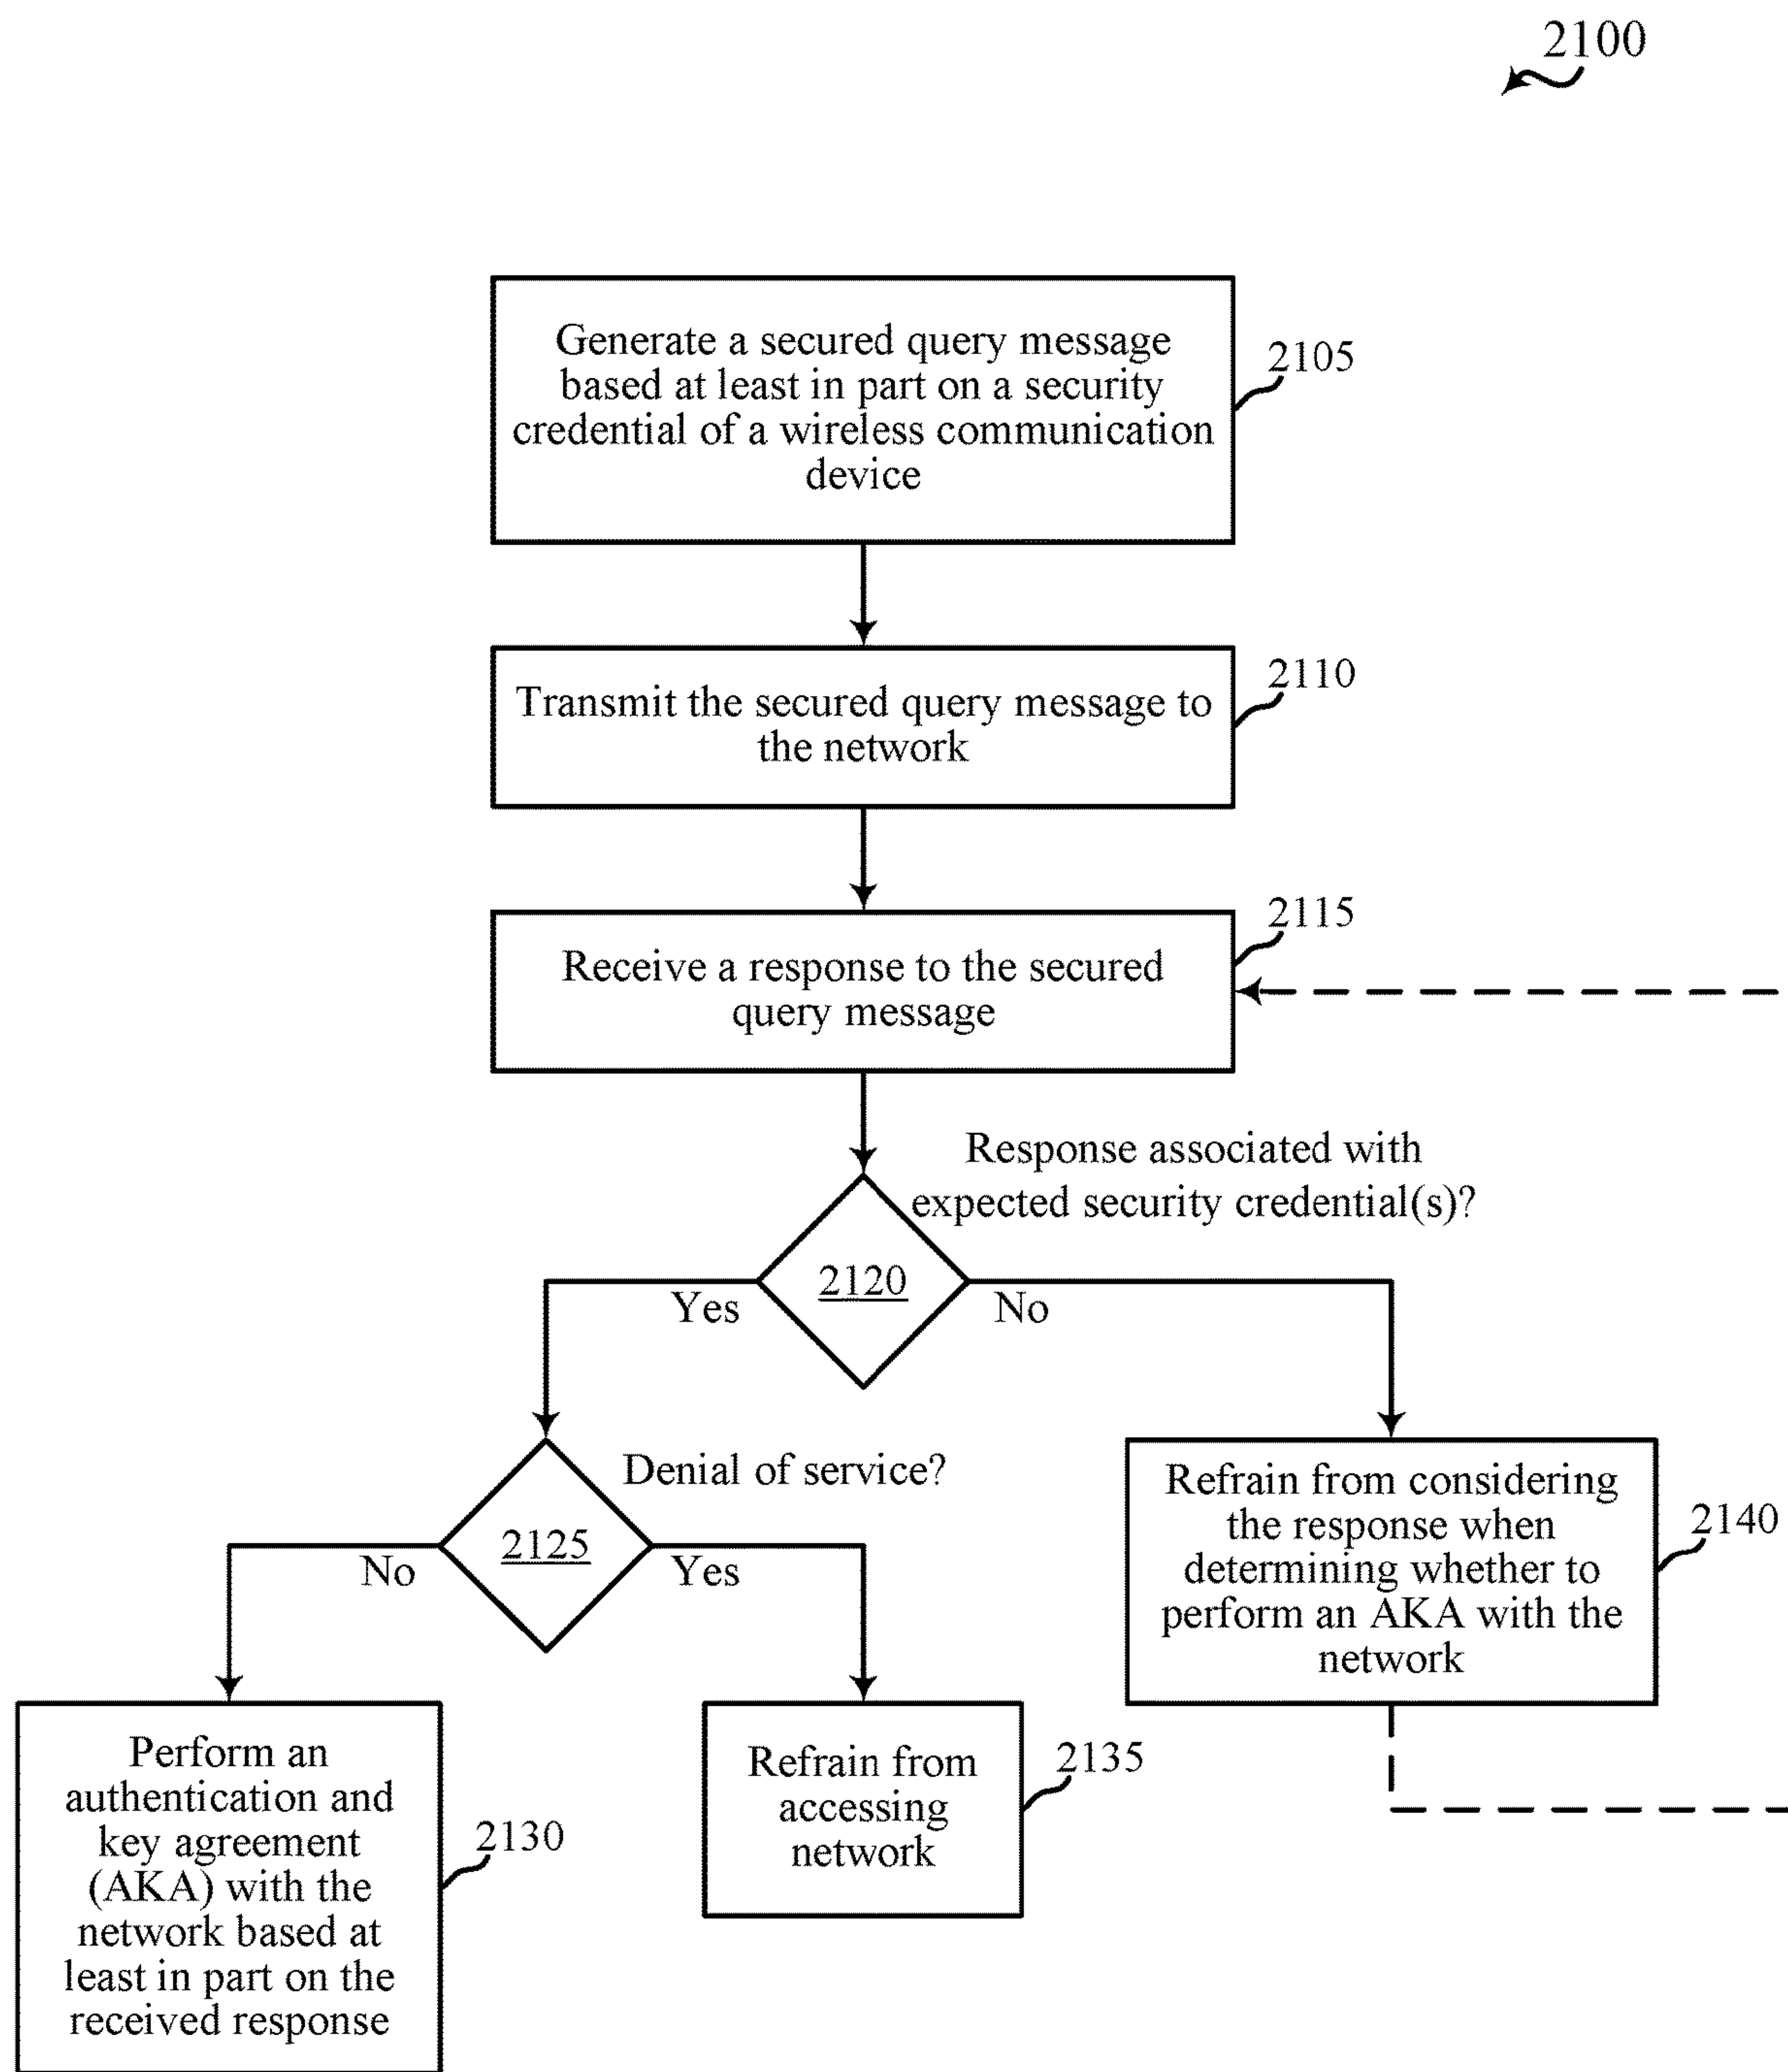 2100
Generate a secured query message
based at least in part on a security
credential of a wireless communication
device
2105
Transmit the secured query message to
the network
2110
Receive a response to the secured
query message
2115
Response associated with
expected security credential(s)?
2120
Yes
No
Denial of service?
2125
No
Yes
Refrain from considering
the response when
determining whether to
perform an AKA with the
network
2140
Perform an
authentication and
key agreement
(AKA) with the
network based at
least in part on the
received response
2130
Refrain from
accessing
network
2135